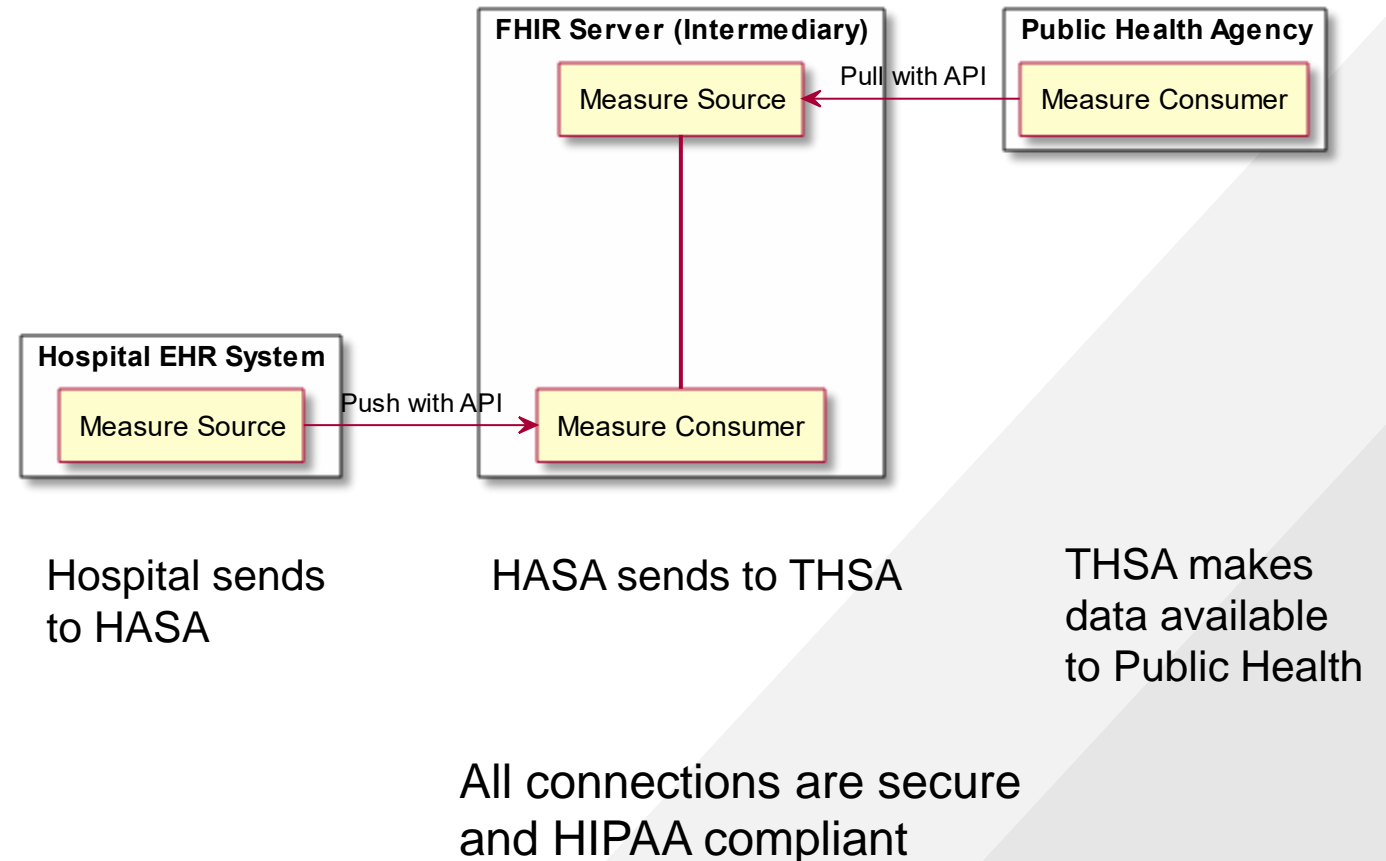 FHIR Server (Intermediary)
Public Health Agency
Measure Source
Pull with API
Measure Consumer
Hospital EHR System
Measure Source
Push with API
Measure Consumer
Hospital sends
to HASA
HASA sends to THSA
THSA makes
data available
to Public Health
All connections are secure
and HIPAA compliant